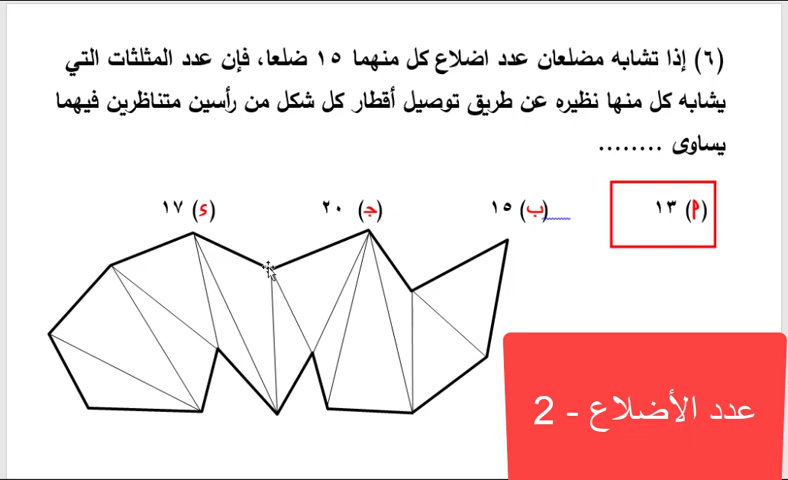 (٦) إذا تشابه مضلعان عدد اضلاع كل منهما ١٥ ضلعا، فإن عدد المثلثات التي
يشابه كل منها نظيره عن طريق توصيل أقطار كل شكل من رأسين متناظرين فيهما
يساوى ........
(أ) ١٣ (ب) ١٥ (ج) ٢٠ (ء) ١٧
عدد الأضلاع - 2